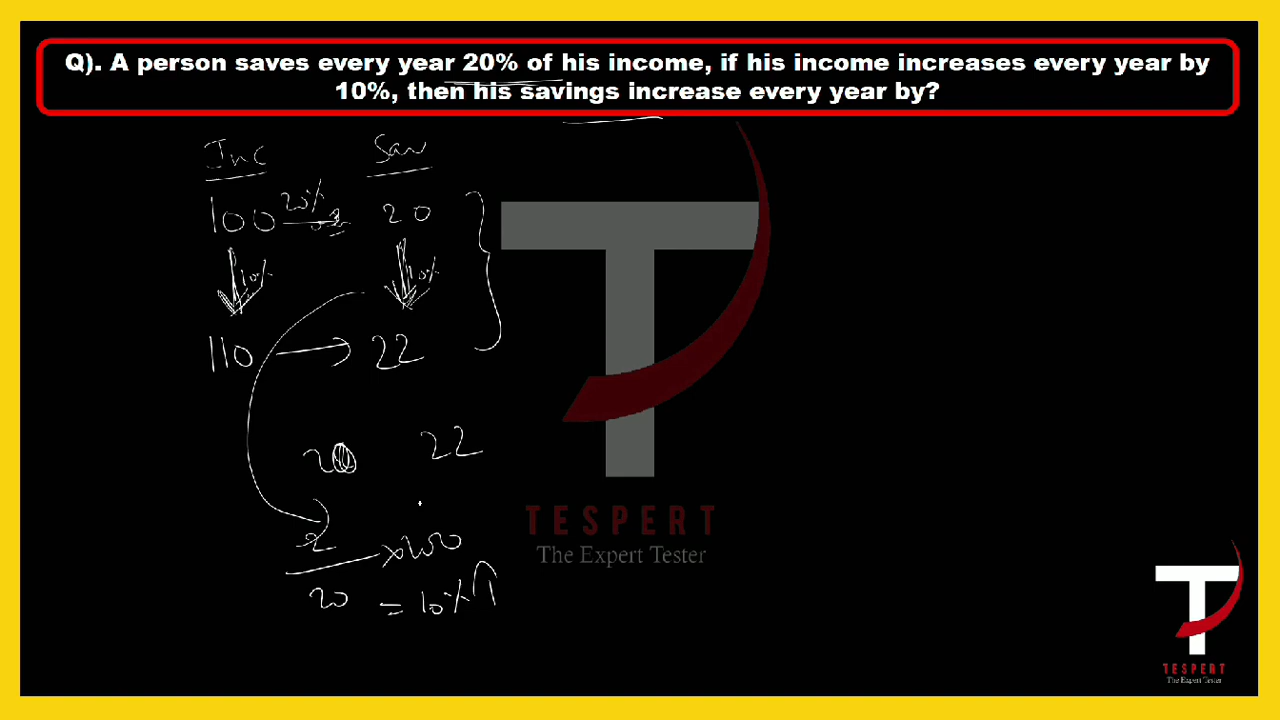 Q). A person saves every year 20% of his income, if his income increases every year by
10%, then his savings increase every year by?
Inc Sav
100 20% 20
10% 10%
110 → 22
20 22
2
× 100
20 = 10% ↑
TESPERT
The Expert Tester
TESPERT
The Expert Tester